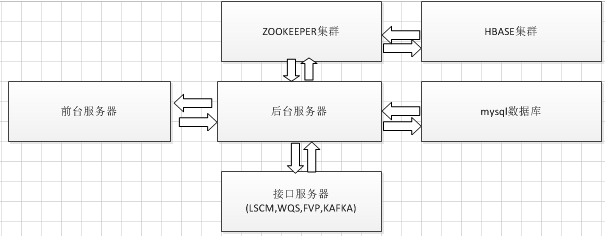 ZOOKEEPER集群
HBASE集群
前台服务器
后台服务器
mysql数据库
接口服务器
(LSCM,WQS,FVP,KAFKA)